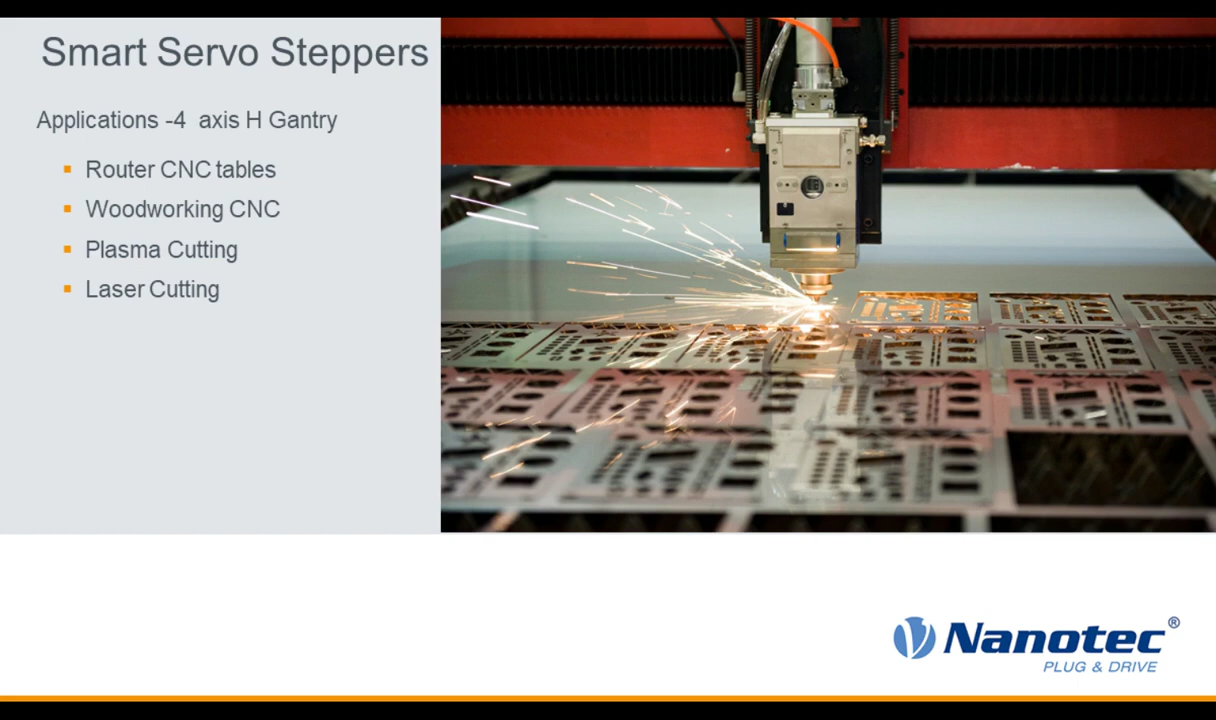 Smart Servo Steppers
Applications -4 axis H Gantry
Router CNC tables
Woodworking CNC
Plasma Cutting
Laser Cutting
Nanotec®
PLUG & DRIVE